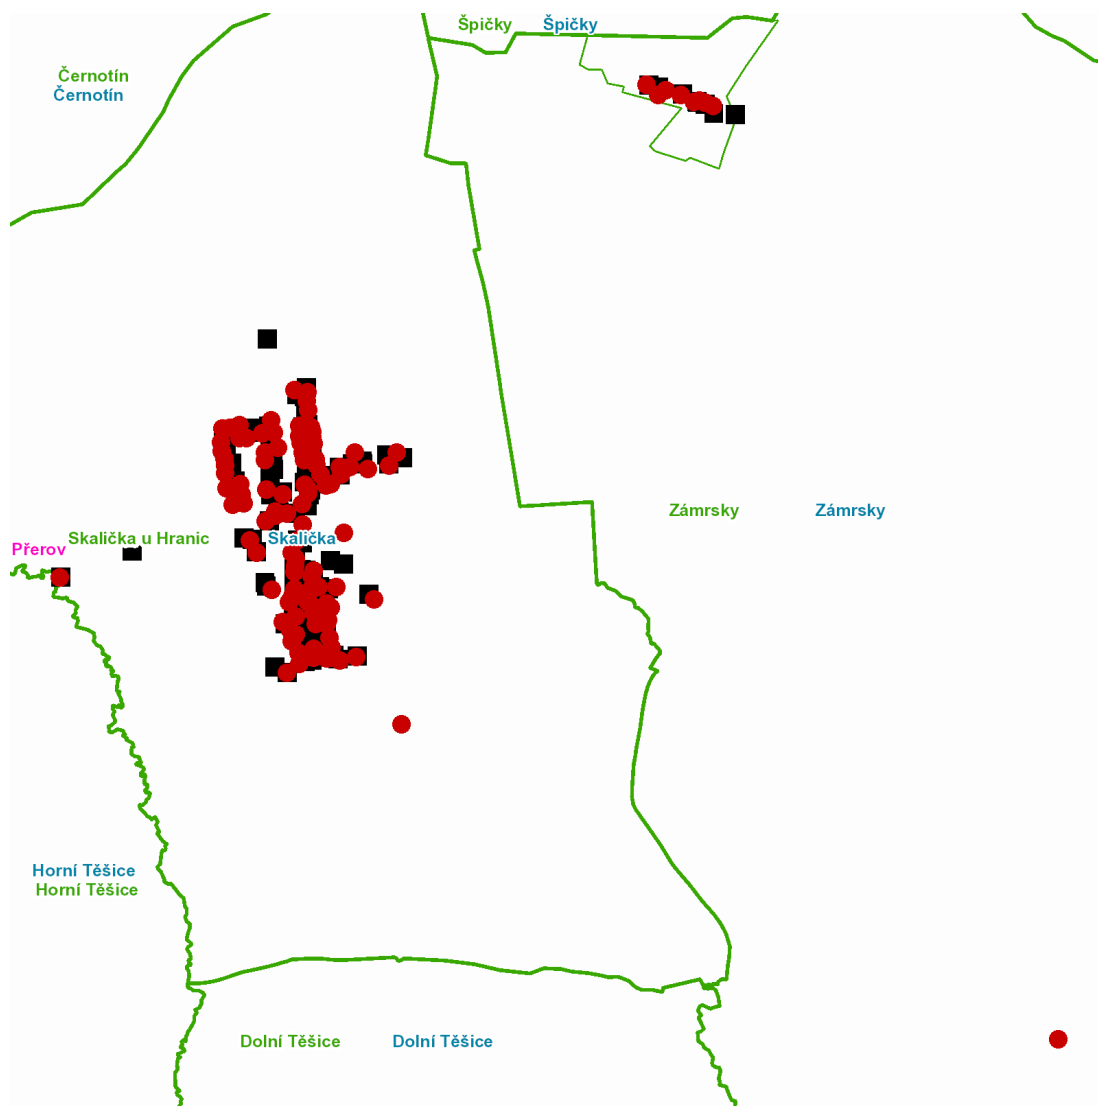 Špičky Špičky
Černotín
Černotín
Zámrsky Zámrsky
Skalička u Hranic Skalička
Přerov
Horní Těšice
Horní Těšice
Dolní Těšice Dolní Těšice